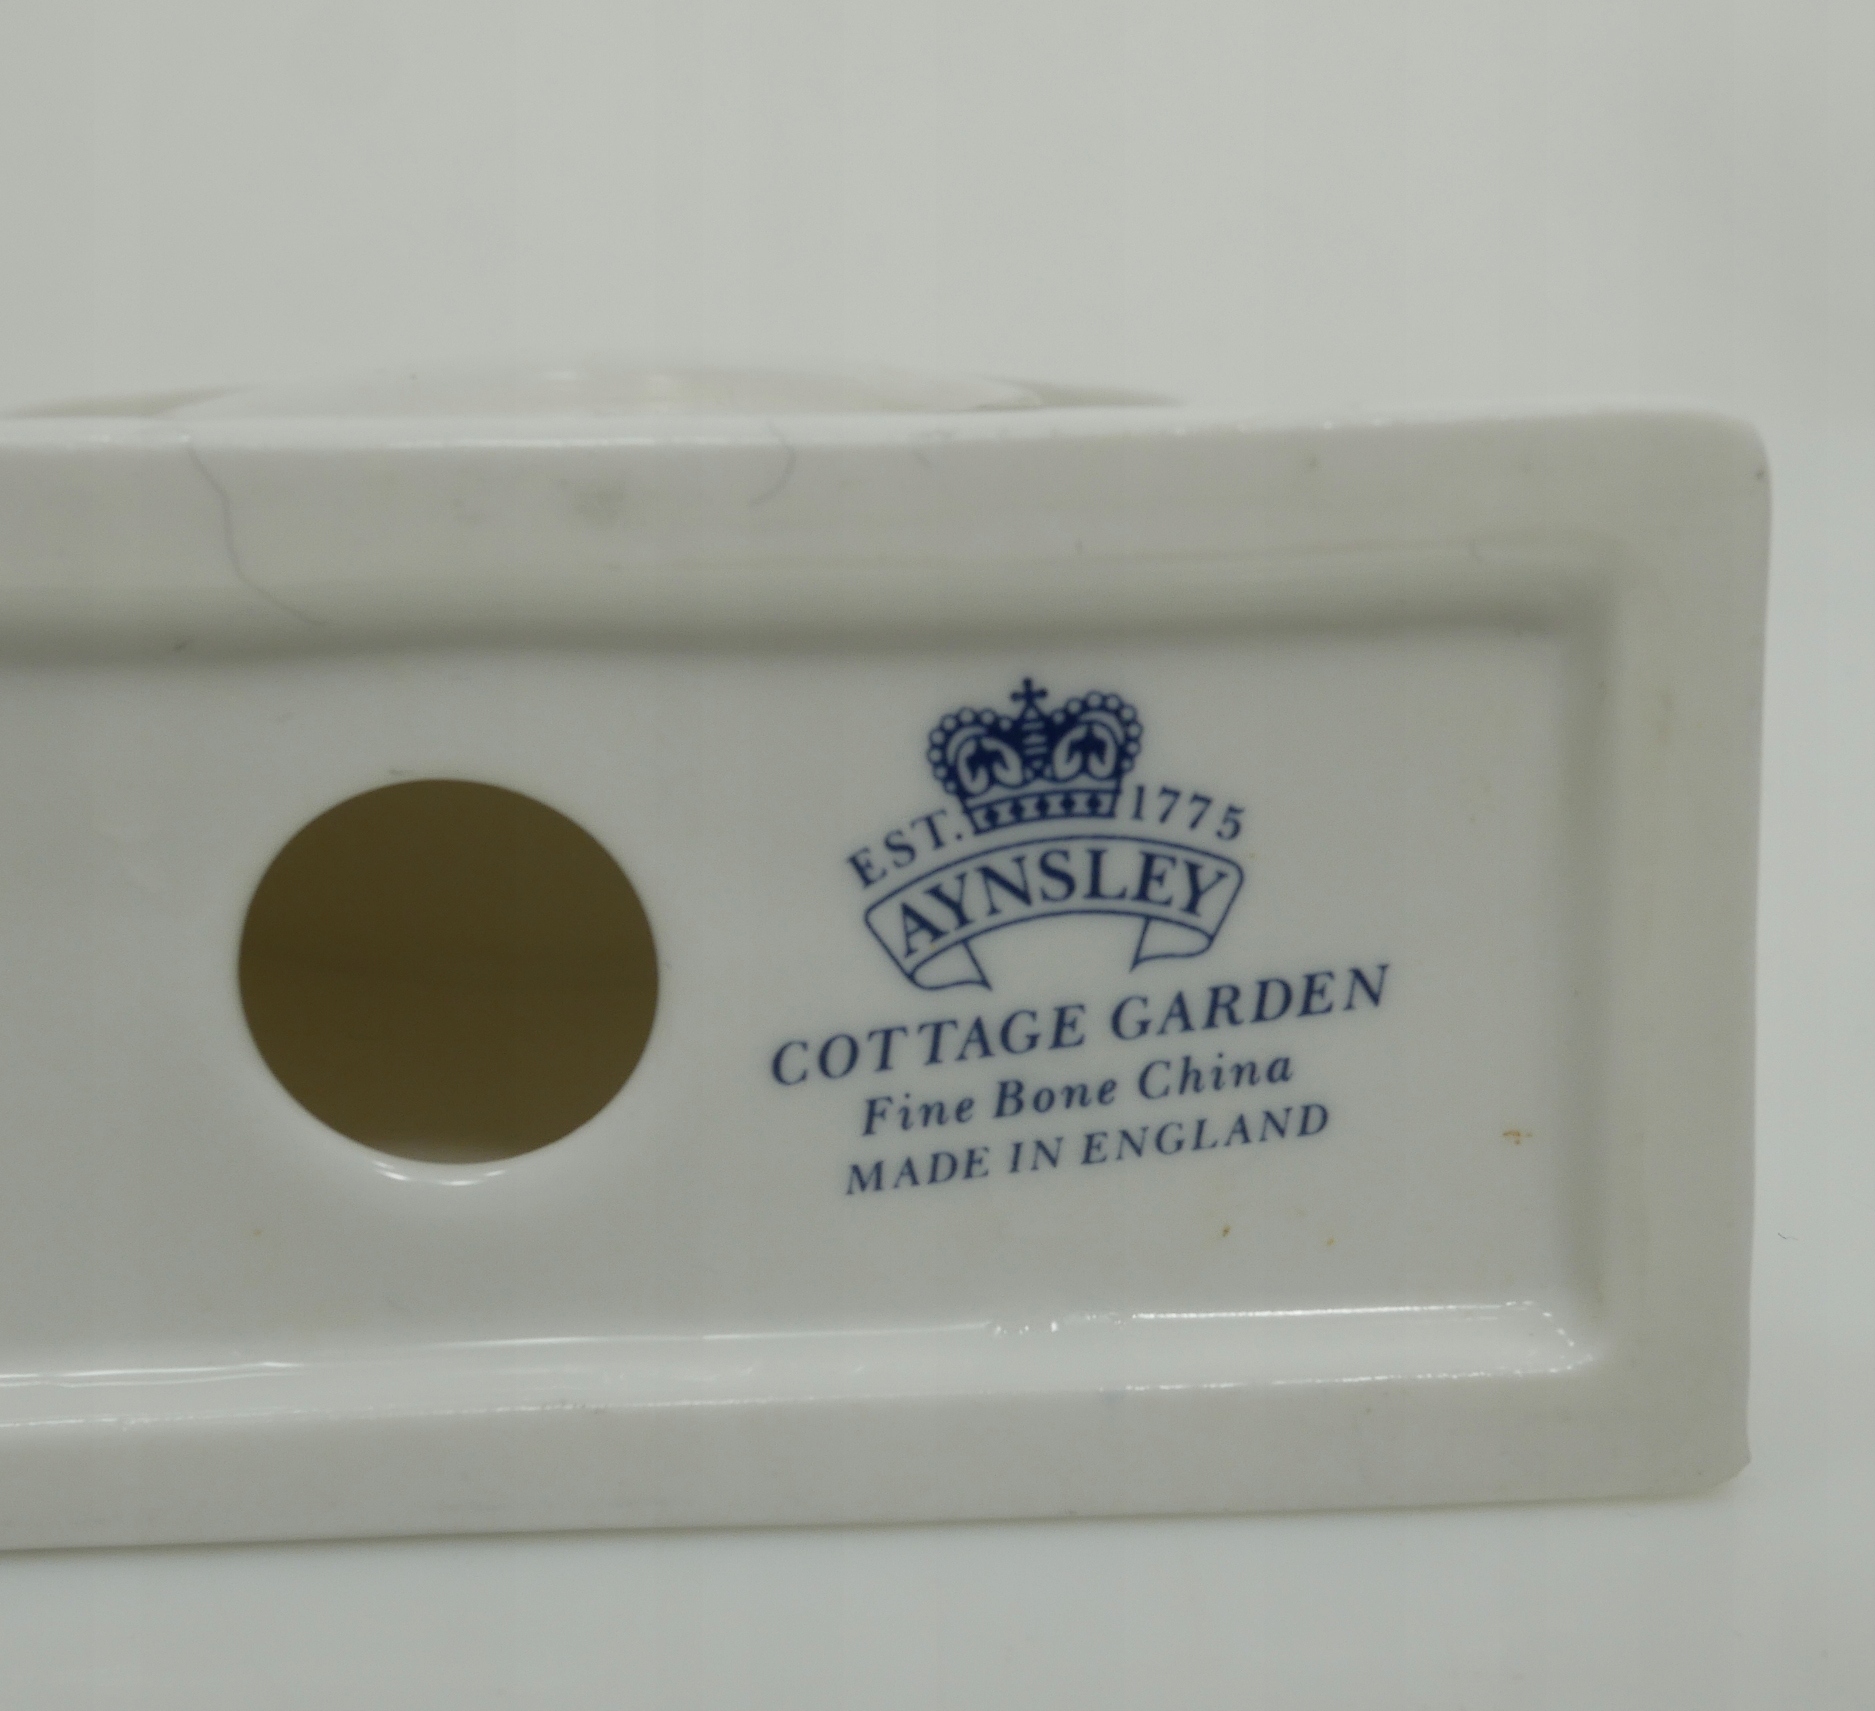 EST. 1775
AYNSLEY
COTTAGE GARDEN
Fine Bone China
MADE IN ENGLAND